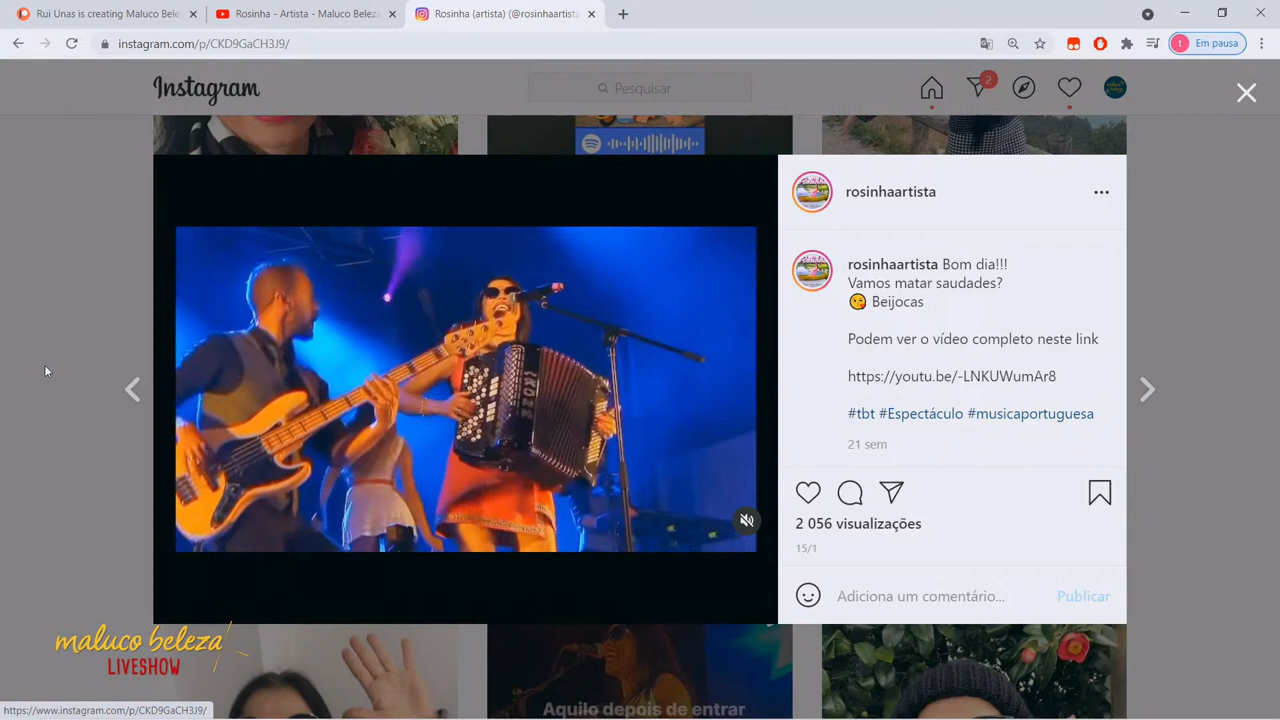 Rui Unas is creating Maluco Bele
Rosinha - Artista - Maluco Beleza
Rosinha (artista) (@rosinhaartista
instagram.com/p/CKD9GaCH3J9/
t Em pausa
Instagram
Pesquisar
2
rosinhaartista
rosinhaartista Bom dia!!!
Vamos matar saudades?
😘 Beijocas
Podem ver o vídeo completo neste link
https://youtu.be/-LNKUWumAr8
#tbt #Espectáculo #musicaportuguesa
21 sem
2 056 visualizações
15/1
Adiciona um comentário... Publicar
maluco beleza
LIVESHOW
Aquilo depois de entrar
https://www.instagram.com/p/CKD9GaCH3J9/